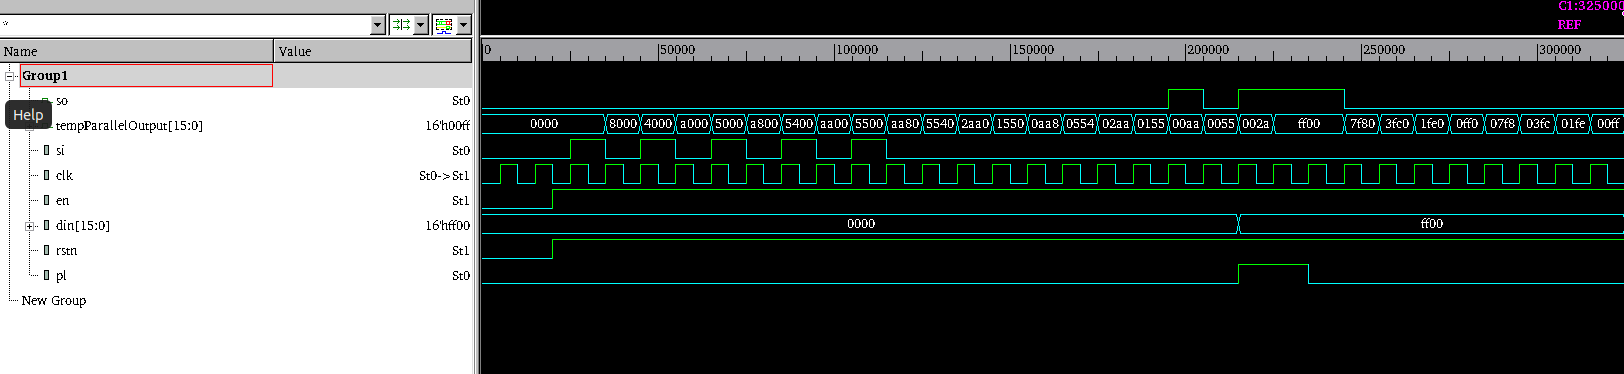 C1:325000
REF
*
Name Value 0 50000 100000 150000 200000 250000 300000
Group1
so St0
Help
tempParallelOutput[15:0] 16'h00ff 0000 8000 4000 a000 5000 a800 5400 aa00 5500 aa80 5540 2aa0 1550 0aa8 0554 02aa 0155 00aa 0055 002a ff00 7f80 3fc0 1fe0 0ff0 07f8 03fc 01fe 00ff
si St0
clk St0->St1
en St1
din[15:0] 16'hff00 0000 ff00
rstn St1
pl St0
New Group